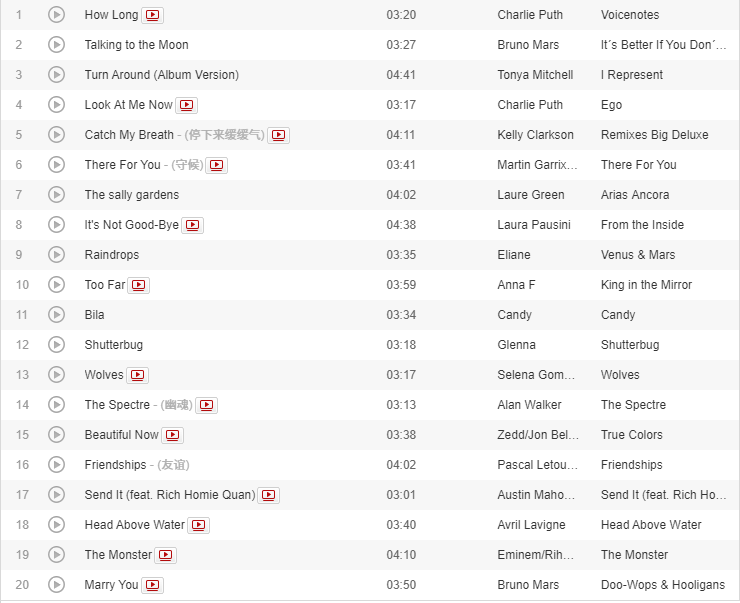 1 How Long 03:20 Charlie Puth Voicenotes
2 Talking to the Moon 03:27 Bruno Mars It´s Better If You Don´...
3 Turn Around (Album Version) 04:41 Tonya Mitchell I Represent
4 Look At Me Now 03:17 Charlie Puth Ego
5 Catch My Breath - (停下来缓缓气) 04:11 Kelly Clarkson Remixes Big Deluxe
6 There For You - (守候) 03:41 Martin Garrix... There For You
7 The sally gardens 04:02 Laure Green Arias Ancora
8 It's Not Good-Bye 04:38 Laura Pausini From the Inside
9 Raindrops 03:35 Eliane Venus & Mars
10 Too Far 03:59 Anna F King in the Mirror
11 Bila 03:34 Candy Candy
12 Shutterbug 03:18 Glenna Shutterbug
13 Wolves 03:17 Selena Gom... Wolves
14 The Spectre - (幽魂) 03:13 Alan Walker The Spectre
15 Beautiful Now 03:38 Zedd/Jon Bel... True Colors
16 Friendships - (友谊) 04:02 Pascal Letou... Friendships
17 Send It (feat. Rich Homie Quan) 03:01 Austin Maho... Send It (feat. Rich Ho...
18 Head Above Water 03:40 Avril Lavigne Head Above Water
19 The Monster 04:10 Eminem/Rih... The Monster
20 Marry You 03:50 Bruno Mars Doo-Wops & Hooligans